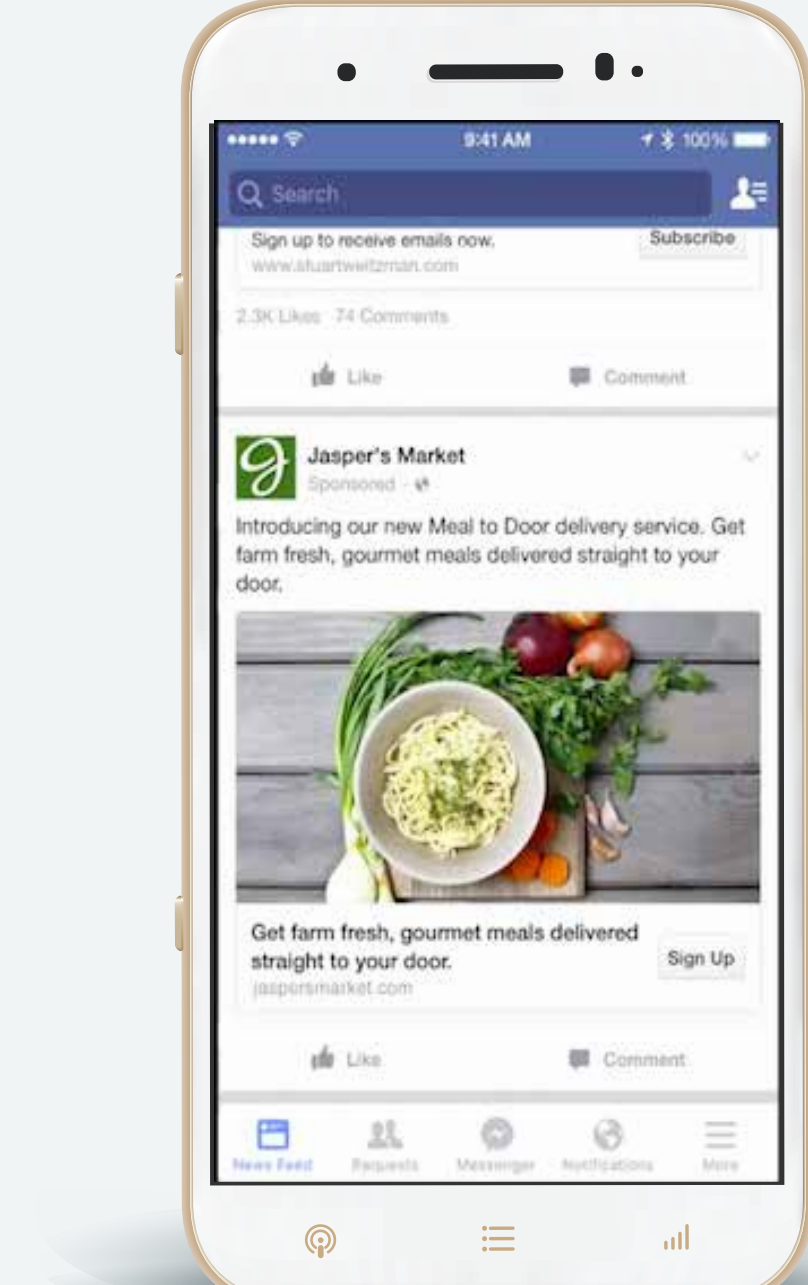 9:41 AM
100%
Search
Sign up to receive emails now.
Subscribe
www.stuartweitzman.com
2.3K Likes 74 Comments
Like
Comment
Jasper's Market
Sponsored
Introducing our new Meal to Door delivery service. Get
farm fresh, gourmet meals delivered straight to your
door.
Get farm fresh, gourmet meals delivered
straight to your door.
Sign Up
jaspersmarket.com
Like
Comment
News Feed
Requests
Messenger
Notifications
More